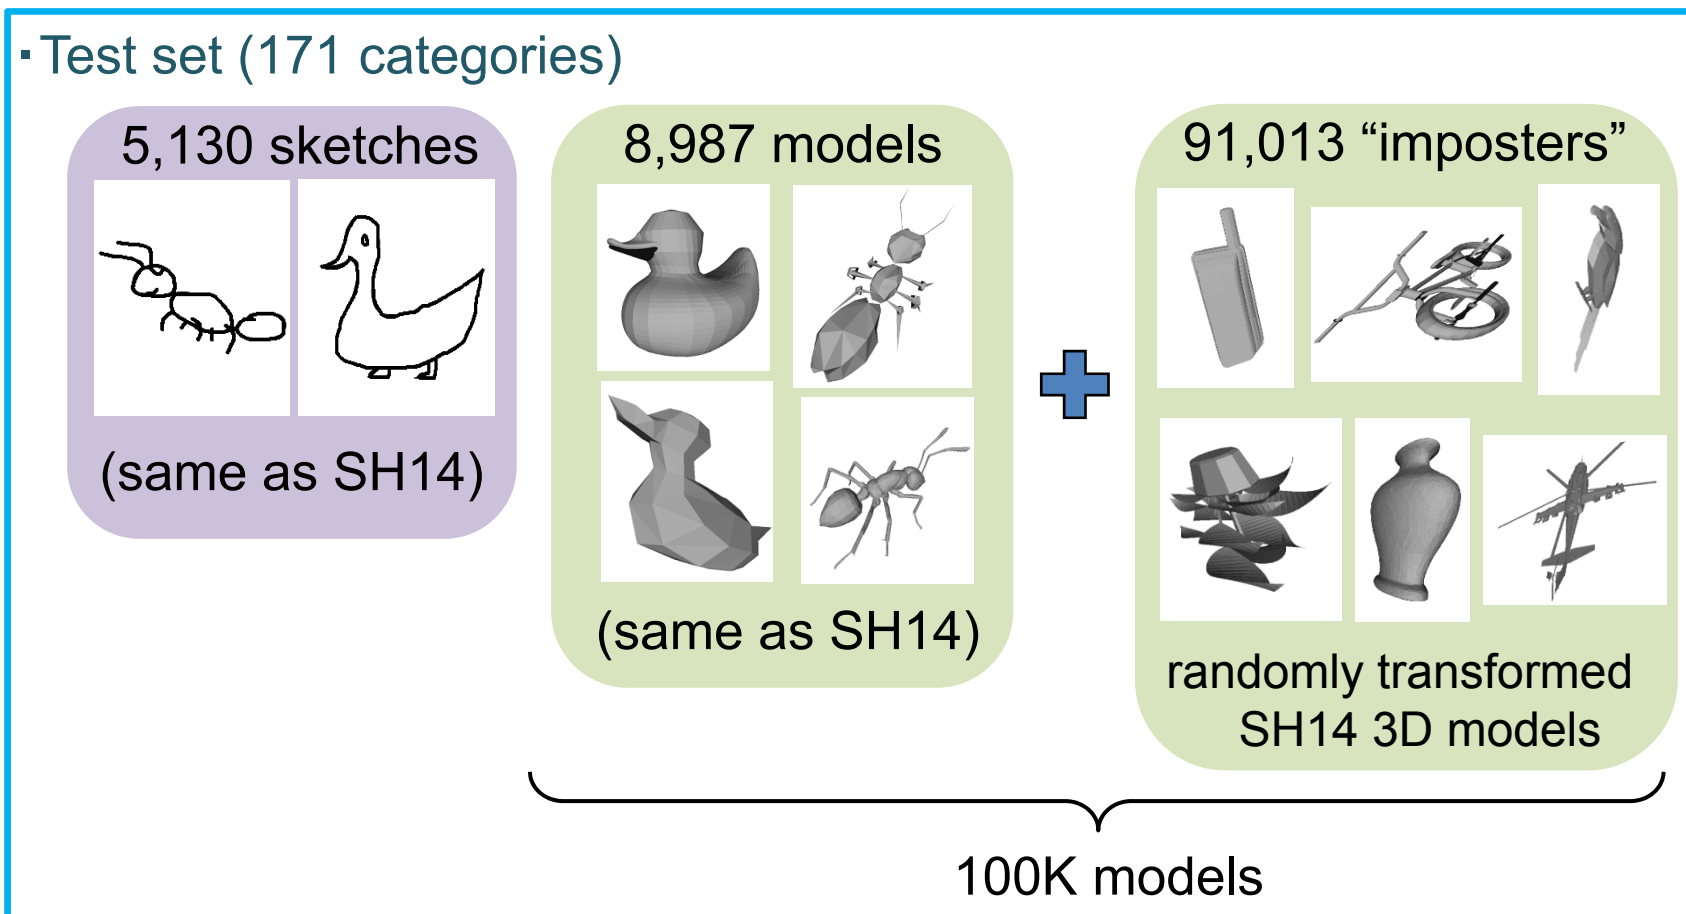 ▪ Test set (171 categories)
5,130 sketches
(same as SH14)
8,987 models
(same as SH14)
91,013 “imposters”
randomly transformed
SH14 3D models
100K models